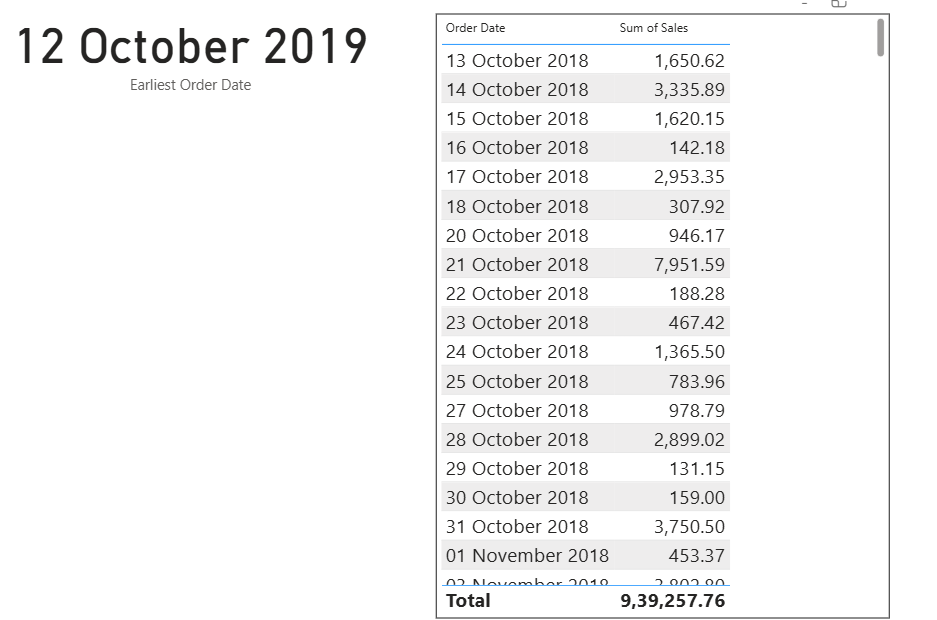 12 October 2019
Earliest Order Date
Order Date Sum of Sales
13 October 2018 1,650.62
14 October 2018 3,335.89
15 October 2018 1,620.15
16 October 2018 142.18
17 October 2018 2,953.35
18 October 2018 307.92
20 October 2018 946.17
21 October 2018 7,951.59
22 October 2018 188.28
23 October 2018 467.42
24 October 2018 1,365.50
25 October 2018 783.96
27 October 2018 978.79
28 October 2018 2,899.02
29 October 2018 131.15
30 October 2018 159.00
31 October 2018 3,750.50
01 November 2018 453.37
November 2018
Total 9,39,257.76